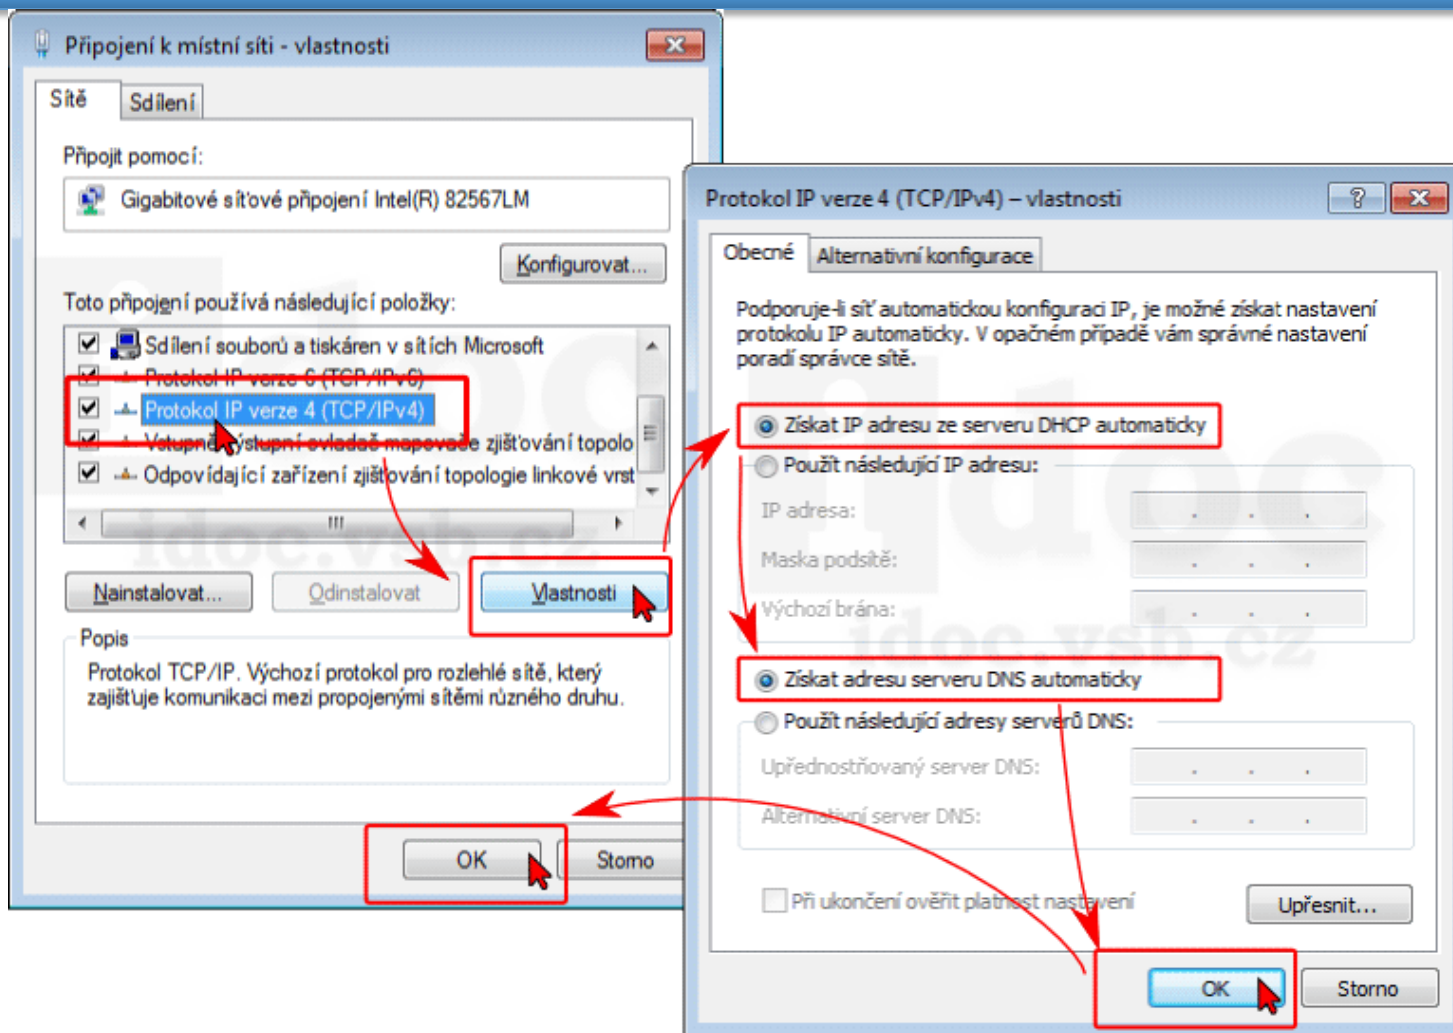 Připojení k místní síti - vlastnosti
Sítě
Sdílení
Připojit pomocí:
Gigabitové síťové připojení Intel(R) 82567LM
Konfigurovat...
Toto připojení používá následující položky:
Sdílení souborů a tiskáren v sítích Microsoft
Protokol IP verze 6 (TCP/IPv6)
Protokol IP verze 4 (TCP/IPv4)
Vstupně výstupní ovladač mapovače zjišťování topolo
Odpovídající zařízení zjišťování topologie linkové vrst
idoc.vsb.cz
Nainstalovat...
Odinstalovat
Vlastnosti
Popis
Protokol TCP/IP. Výchozí protokol pro rozlehlé sítě, který
zajišťuje komunikaci mezi propojenými sítěmi různého druhu.
OK
Storno
Protokol IP verze 4 (TCP/IPv4) – vlastnosti
Obecné
Alternativní konfigurace
Podporuje-li síť automatickou konfiguraci IP, je možné získat nastavení
protokolu IP automaticky. V opačném případě vám správné nastavení
poradí správce sítě.
Získat IP adresu ze serveru DHCP automaticky
Použít následující IP adresu:
IP adresa:
Maska podsítě:
Výchozí brána:
idoc
idoc.vsb.cz
Získat adresu serveru DNS automaticky
Použít následující adresy serverů DNS:
Upřednostňovaný server DNS:
Alternativní server DNS:
Při ukončení ověřit platnost nastavení
Upřesnit...
OK
Storno